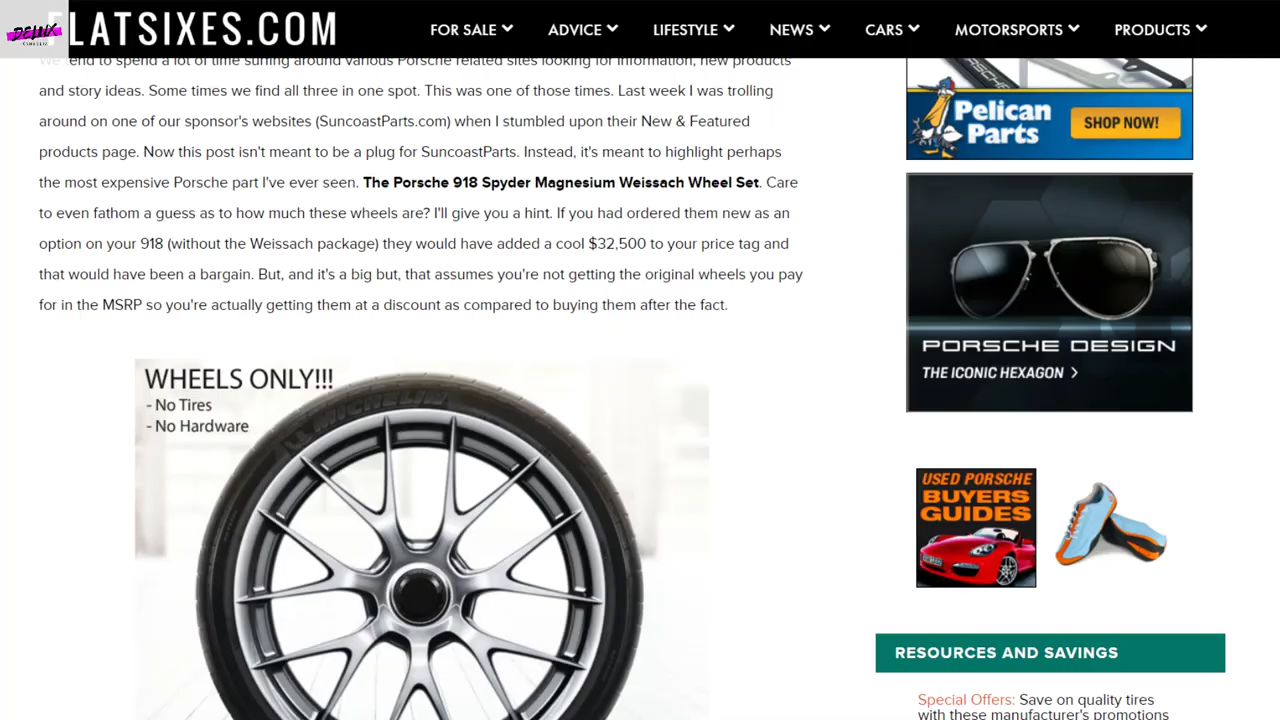 DELUX
FLATSIXES.COM
FOR SALE
ADVICE
LIFESTYLE
NEWS
CARS
MOTORSPORTS
PRODUCTS
We tend to spend a lot of time surfing around various Porsche related sites looking for information, new products
and story ideas. Some times we find all three in one spot. This was one of those times. Last week I was trolling
around on one of our sponsor's websites (SuncoastParts.com) when I stumbled upon their New & Featured
products page. Now this post isn't meant to be a plug for SuncoastParts. Instead, it's meant to highlight perhaps
the most expensive Porsche part I've ever seen. The Porsche 918 Spyder Magnesium Weissach Wheel Set. Care
to even fathom a guess as to how much these wheels are? I'll give you a hint. If you had ordered them new as an
option on your 918 (without the Weissach package) they would have added a cool $32,500 to your price tag and
that would have been a bargain. But, and it's a big but, that assumes you're not getting the original wheels you pay
for in the MSRP so you're actually getting them at a discount as compared to buying them after the fact.
WHEELS ONLY!!!
- No Tires
- No Hardware
MICHELIN
PORSCHE
Pelican
Parts
SHOP NOW!
PORSCHE DESIGN
THE ICONIC HEXAGON >
USED PORSCHE
BUYERS
GUIDES
RESOURCES AND SAVINGS
Special Offers: Save on quality tires
with these manufacturer's promotions